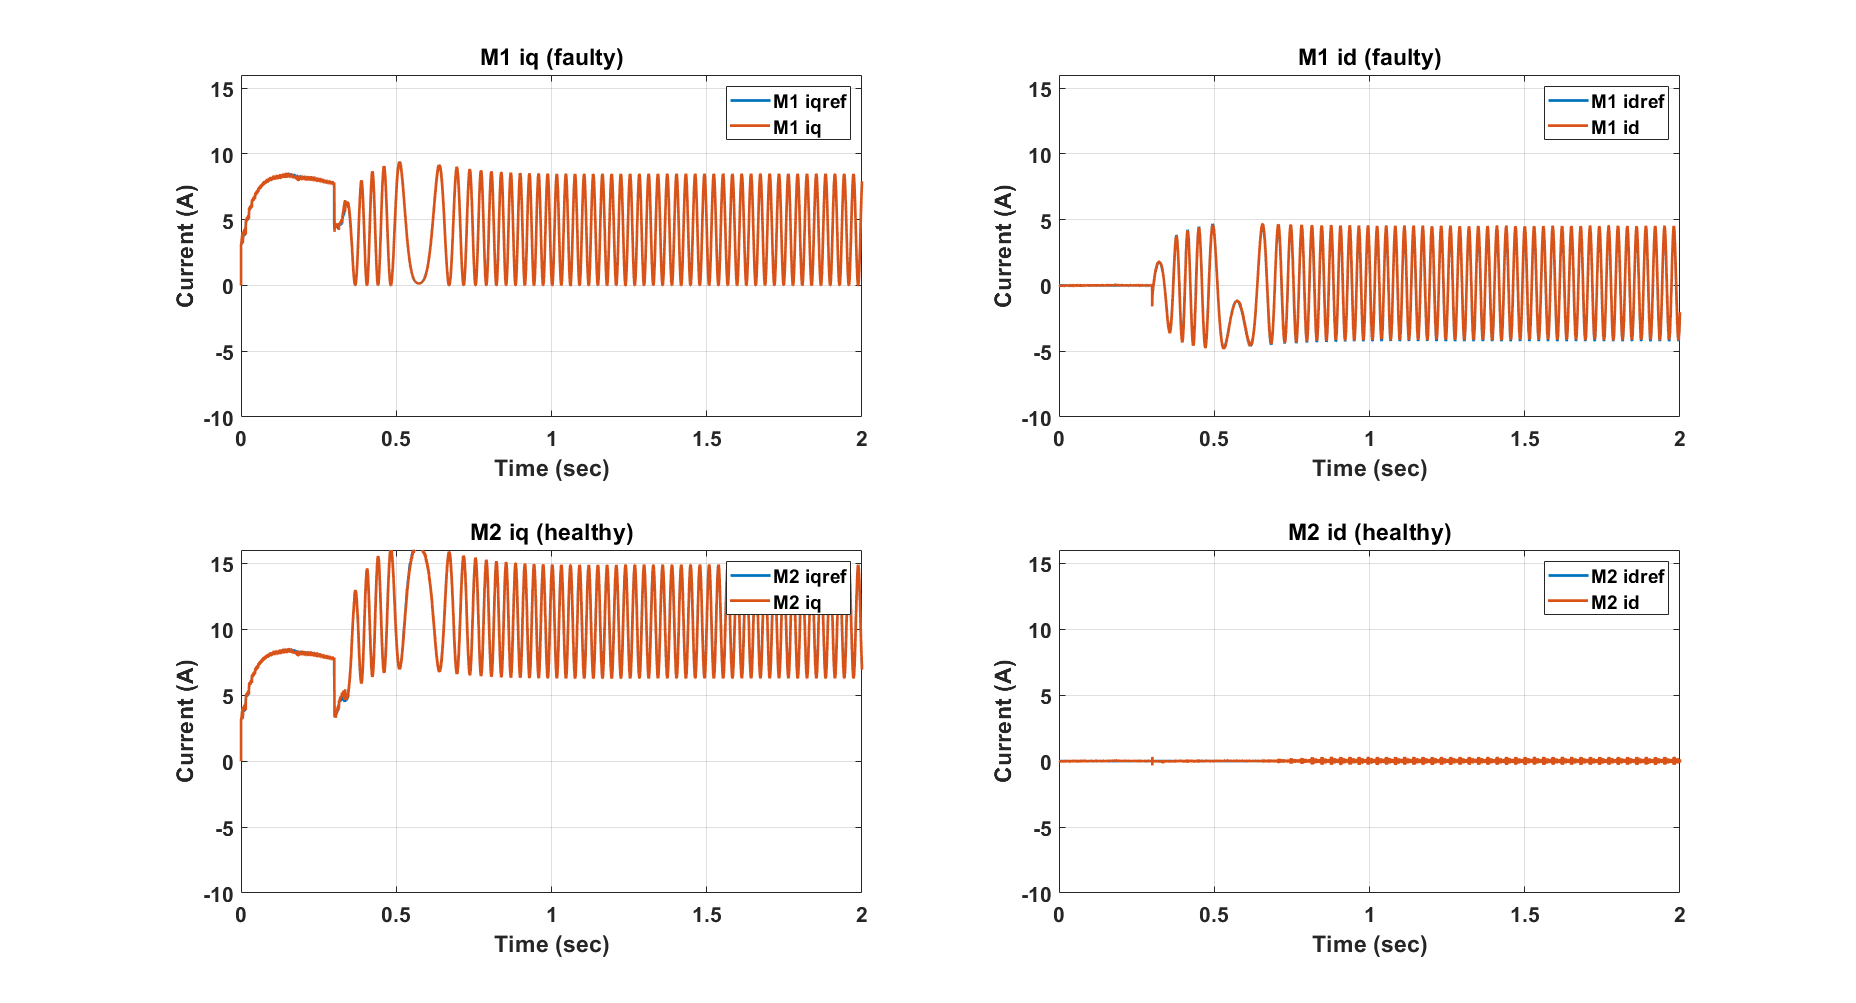 M1 iq (faulty)
15
10
5
0
-5
-10
Current (A)
M1 iqref
M1 iq
0
0.5
1
1.5
2
Time (sec)
M1 id (faulty)
15
10
5
0
-5
-10
Current (A)
M1 idref
M1 id
0
0.5
1
1.5
2
Time (sec)
M2 iq (healthy)
15
10
5
0
-5
-10
Current (A)
M2 iqref
M2 iq
0
0.5
1
1.5
2
Time (sec)
M2 id (healthy)
15
10
5
0
-5
-10
Current (A)
M2 idref
M2 id
0
0.5
1
1.5
2
Time (sec)